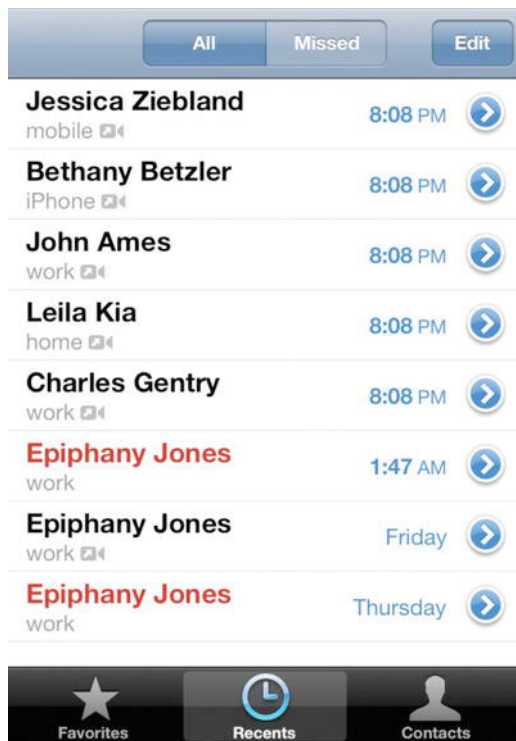 All Missed Edit
Jessica Ziebland
mobile
8:08 PM
Bethany Betzler
iPhone
8:08 PM
John Ames
work
8:08 PM
Leila Kia
home
8:08 PM
Charles Gentry
work
8:08 PM
Epiphany Jones
work
1:47 AM
Epiphany Jones
work
Friday
Epiphany Jones
work
Thursday
Favorites Recents Contacts